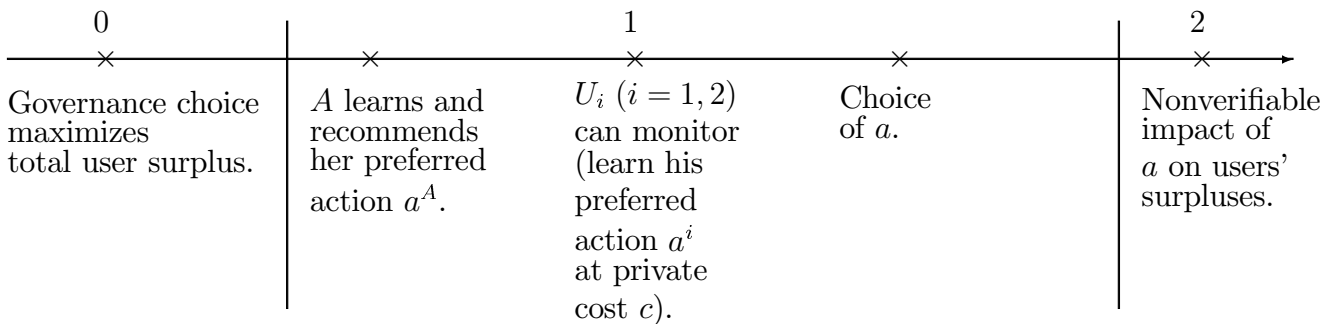 0
1
2
Governance choice
maximizes
total user surplus.
A learns and
recommends
her preferred
action a^A.
U_i (i = 1, 2)
can monitor
(learn his
preferred
action a^i
at private
cost c).
Choice
of a.
Nonverifiable
impact of
a on users’
surpluses.